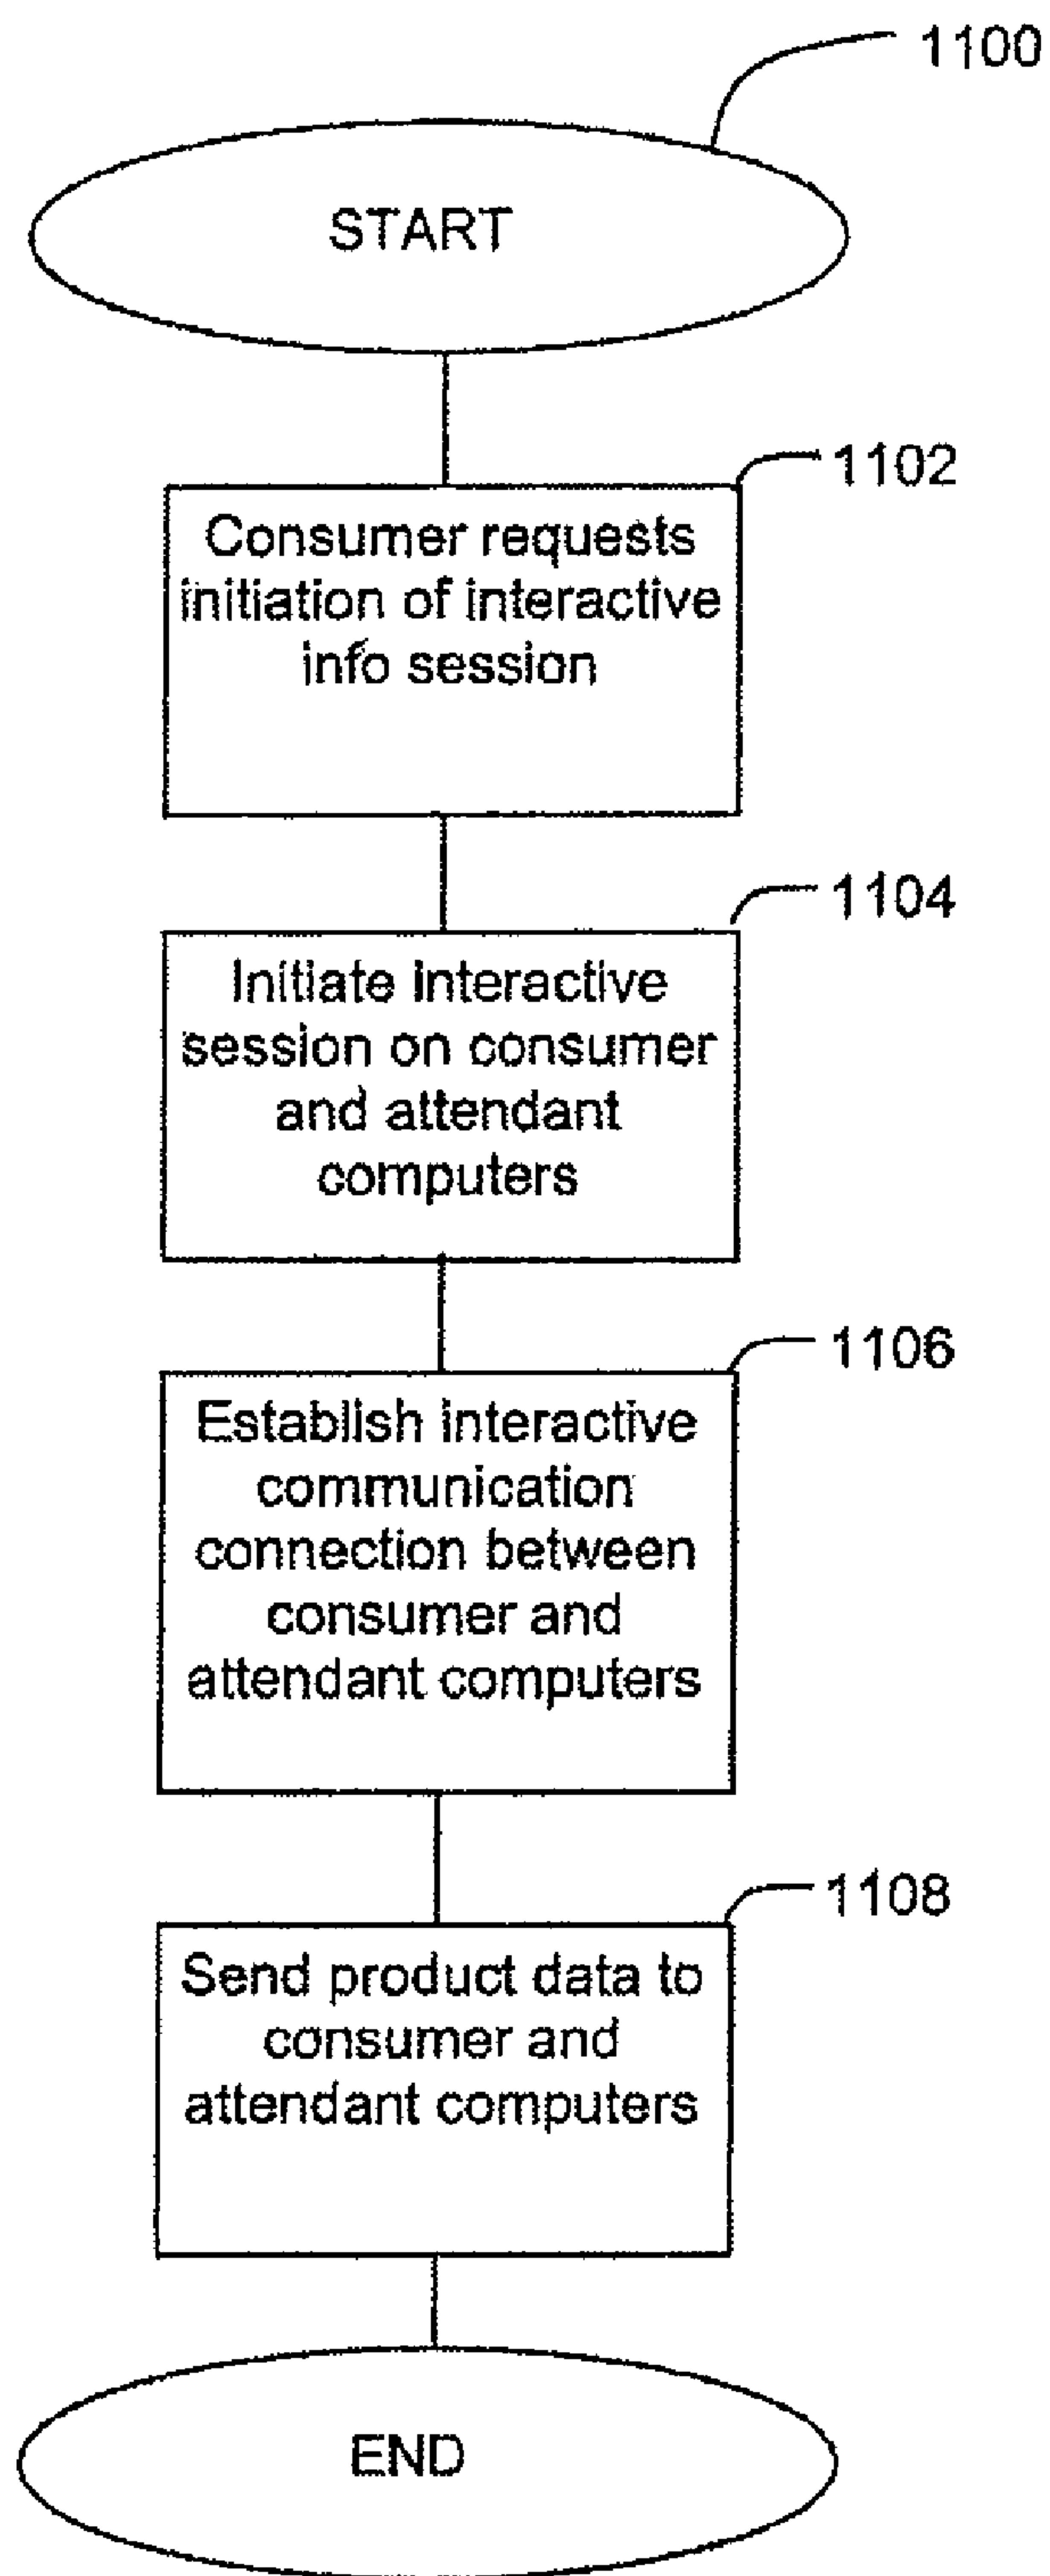 1100
START
1102
Consumer requests
initiation of interactive
info session
1104
Initiate interactive
session on consumer
and attendant
computers
1106
Establish interactive
communication
connection between
consumer and
attendant computers
1108
Send product data to
consumer and
attendant computers
END